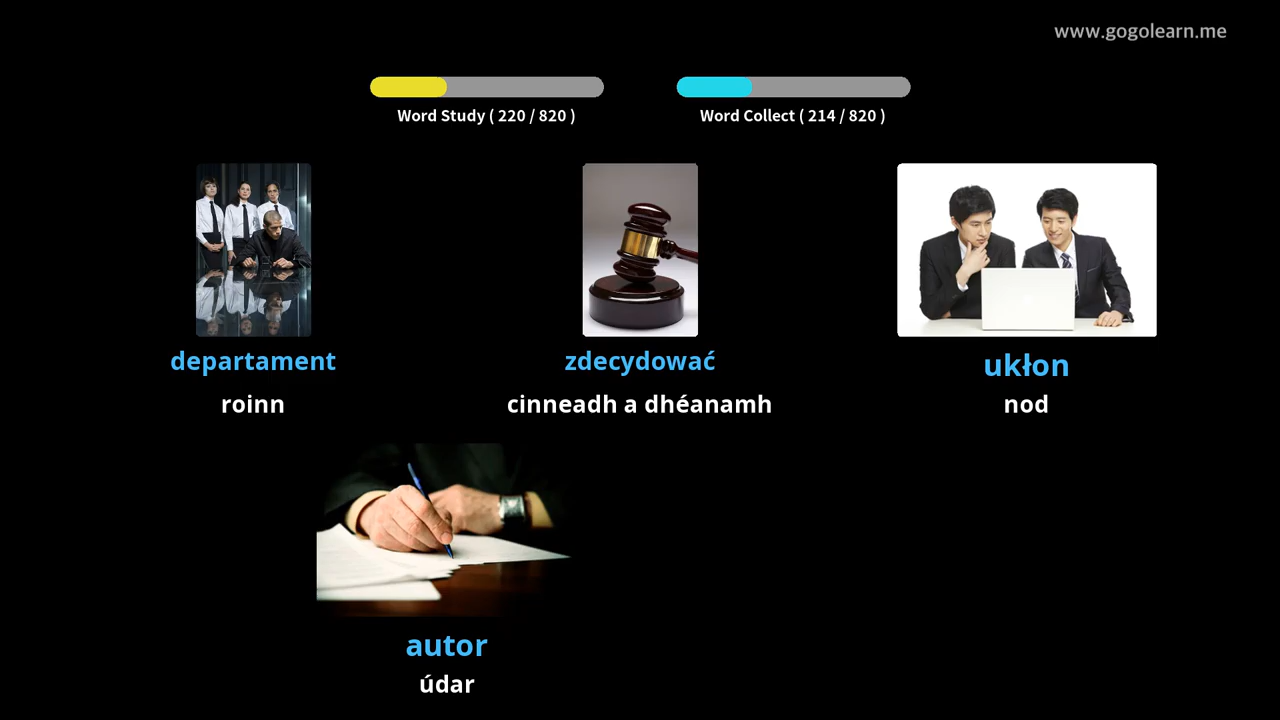 www.gogolearn.me
Word Study ( 220 / 820 )
Word Collect ( 214 / 820 )
departament
roinn
zdecydować
cinneadh a dhéanamh
ukłon
nod
autor
údar